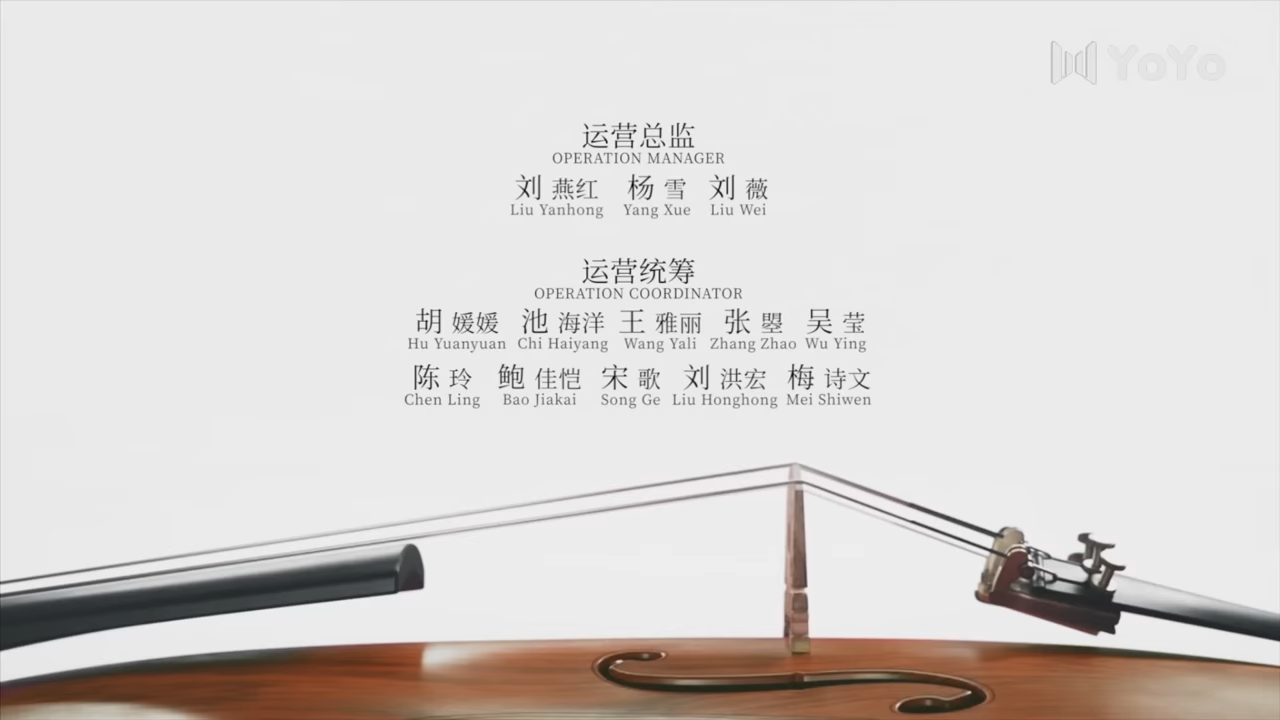 YoYo
运营总监
OPERATION MANAGER
刘 燕红 杨 雪 刘 薇
Liu Yanhong Yang Xue Liu Wei
运营统筹
OPERATION COORDINATOR
胡 媛媛 池 海洋 王 雅丽 张 曌 吴 莹
Hu Yuanyuan Chi Haiyang Wang Yali Zhang Zhao Wu Ying
陈 玲 鲍 佳恺 宋 歌 刘 洪宏 梅 诗文
Chen Ling Bao Jiakai Song Ge Liu Honghong Mei Shiwen